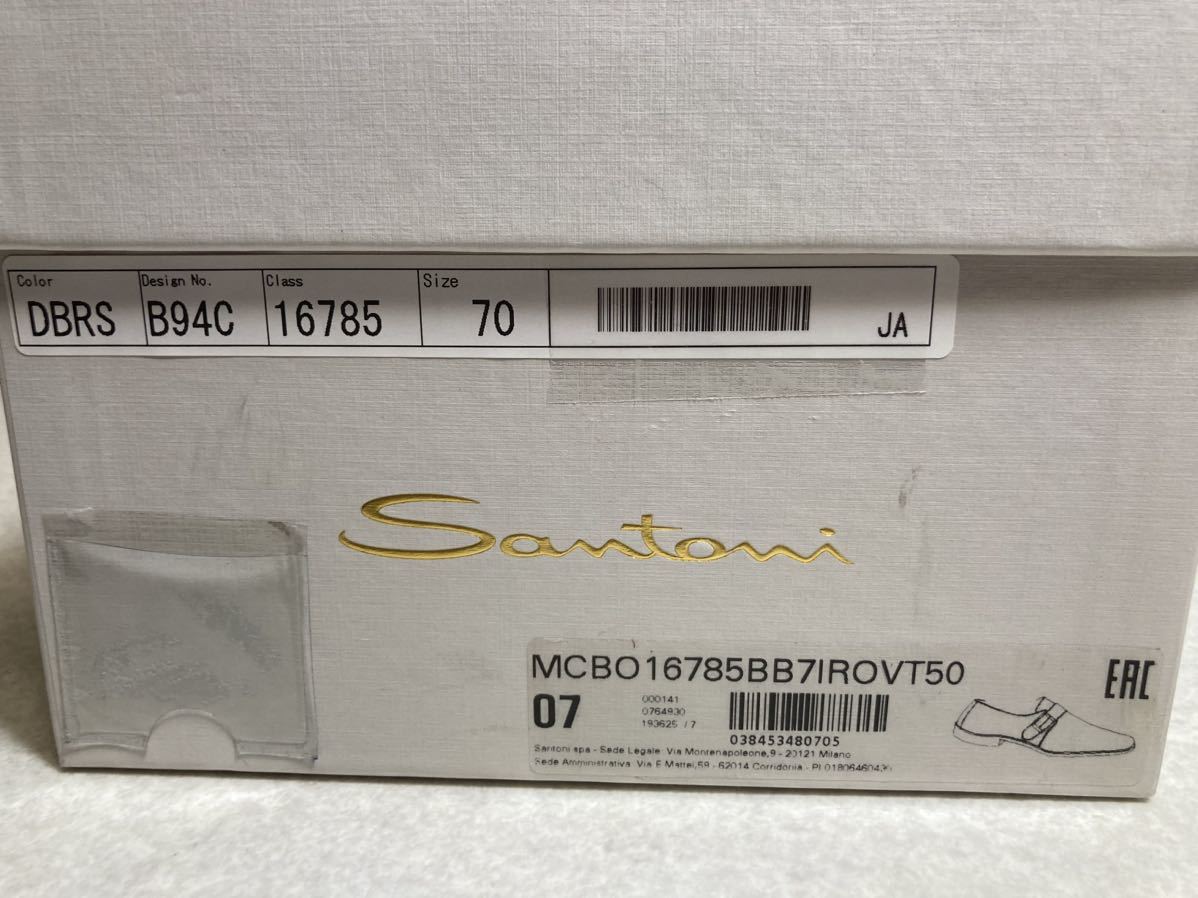 Color Design No. Class Size
DBRS B94C 16785 70 JA
Santoni
MCBO16785BB7IROVT50
EAC
07
000141
0764930
193625 /7
038453480705
Santoni spa - Sede Legale: Via Montenapoleone,9 - 20121 Milano
Sede Amministrativa: Via E.Mattei,59 - 62014 Corridonia - PI